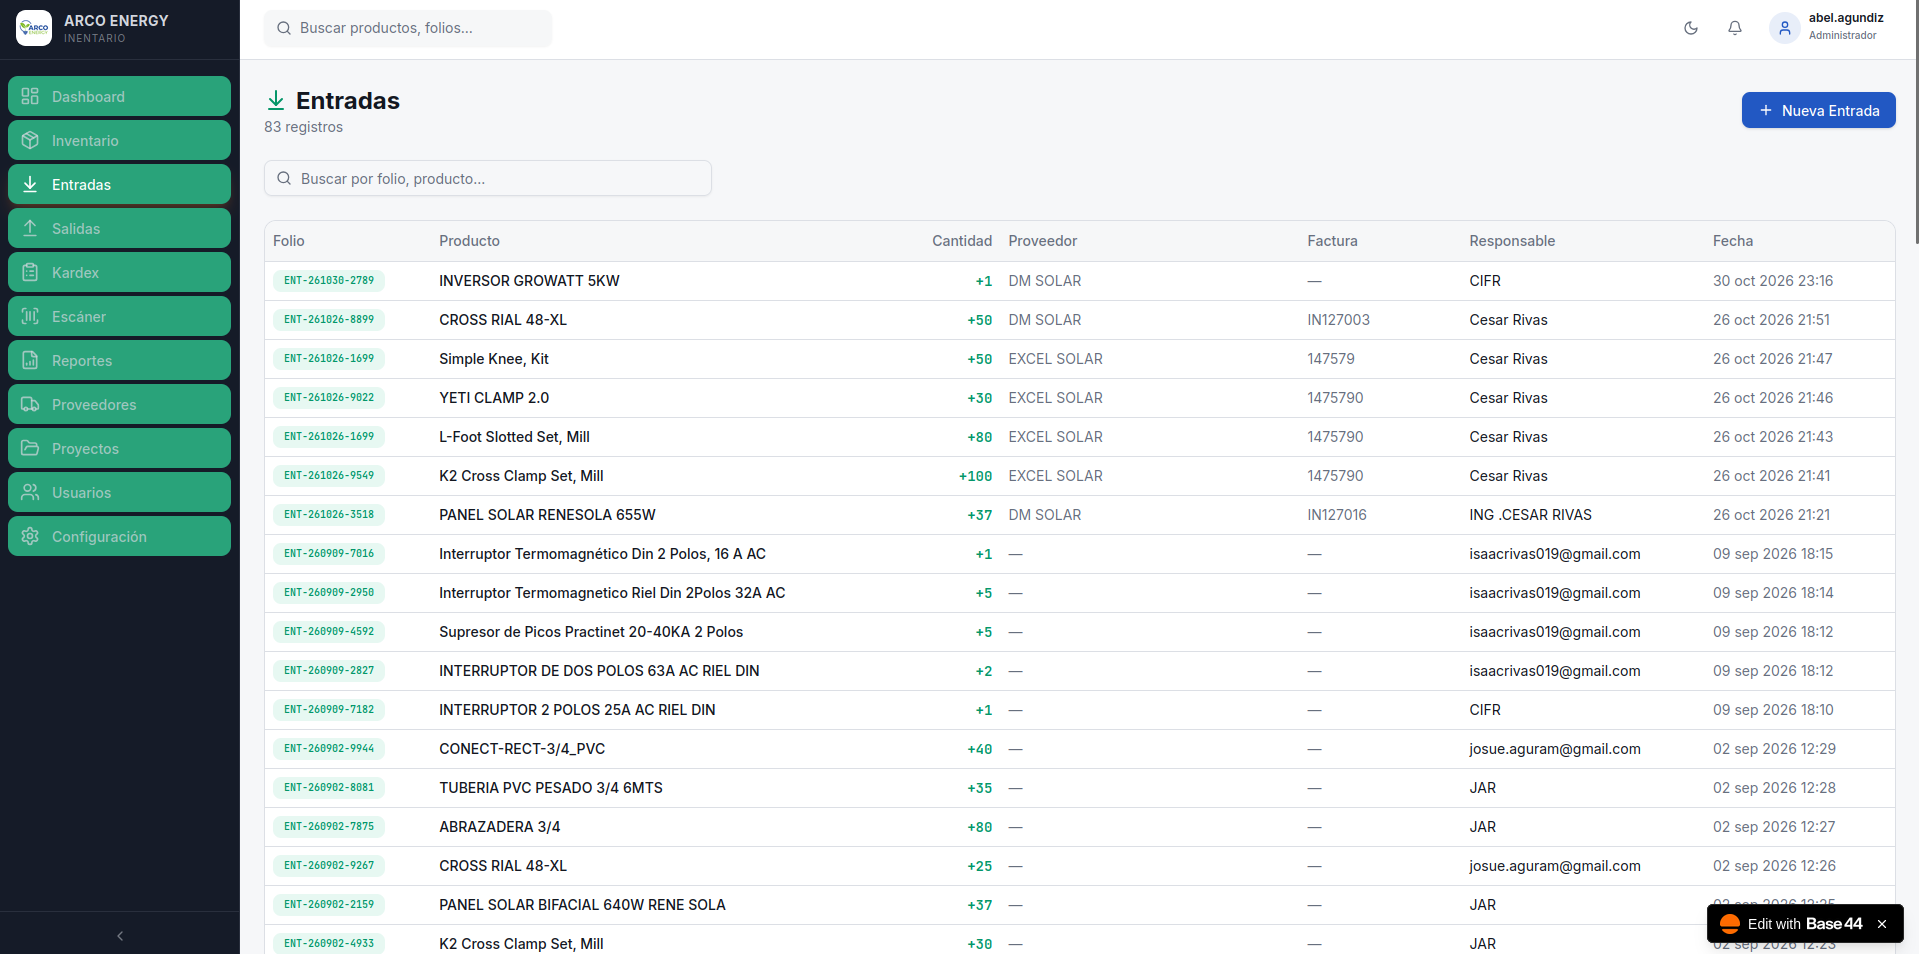 ARCO ENERGY
INENTARIO
Dashboard
Inventario
Entradas
Salidas
Kardex
Escáner
Reportes
Proveedores
Proyectos
Usuarios
Configuración
Buscar productos, folios...
abel.agundiz
Administrador
Entradas
83 registros
Nueva Entrada
Buscar por folio, producto...
Folio Producto Cantidad Proveedor Factura Responsable Fecha
ENT-261030-2789 INVERSOR GROWATT 5KW +1 DM SOLAR — CIFR 30 oct 2026 23:16
ENT-261026-8899 CROSS RIAL 48-XL +50 DM SOLAR IN127003 Cesar Rivas 26 oct 2026 21:51
ENT-261026-1699 Simple Knee, Kit +50 EXCEL SOLAR 147579 Cesar Rivas 26 oct 2026 21:47
ENT-261026-9022 YETI CLAMP 2.0 +30 EXCEL SOLAR 1475790 Cesar Rivas 26 oct 2026 21:46
ENT-261026-1699 L-Foot Slotted Set, Mill +80 EXCEL SOLAR 1475790 Cesar Rivas 26 oct 2026 21:43
ENT-261026-9549 K2 Cross Clamp Set, Mill +100 EXCEL SOLAR 1475790 Cesar Rivas 26 oct 2026 21:41
ENT-261026-3518 PANEL SOLAR RENESOLA 655W +37 DM SOLAR IN127016 ING .CESAR RIVAS 26 oct 2026 21:21
ENT-260909-7016 Interruptor Termomagnético Din 2 Polos, 16 A AC +1 — — isaacrivas019@gmail.com 09 sep 2026 18:15
ENT-260909-2950 Interruptor Termomagnetico Riel Din 2Polos 32A AC +5 — — isaacrivas019@gmail.com 09 sep 2026 18:14
ENT-260909-4592 Supresor de Picos Practinet 20-40KA 2 Polos +5 — — isaacrivas019@gmail.com 09 sep 2026 18:12
ENT-260909-2827 INTERRUPTOR DE DOS POLOS 63A AC RIEL DIN +2 — — isaacrivas019@gmail.com 09 sep 2026 18:12
ENT-260909-7182 INTERRUPTOR 2 POLOS 25A AC RIEL DIN +1 — — CIFR 09 sep 2026 18:10
ENT-260902-9944 CONECT-RECT-3/4_PVC +40 — — josue.aguram@gmail.com 02 sep 2026 12:29
ENT-260902-8081 TUBERIA PVC PESADO 3/4 6MTS +35 — — JAR 02 sep 2026 12:28
ENT-260902-7875 ABRAZADERA 3/4 +80 — — JAR 02 sep 2026 12:27
ENT-260902-9267 CROSS RIAL 48-XL +25 — — josue.aguram@gmail.com 02 sep 2026 12:26
ENT-260902-2159 PANEL SOLAR BIFACIAL 640W RENE SOLA +37 — — JAR 02 sep 2026 12:25
ENT-260902-4933 K2 Cross Clamp Set, Mill +30 — — JAR 02 sep 2026 12:23
Edit with Base 44